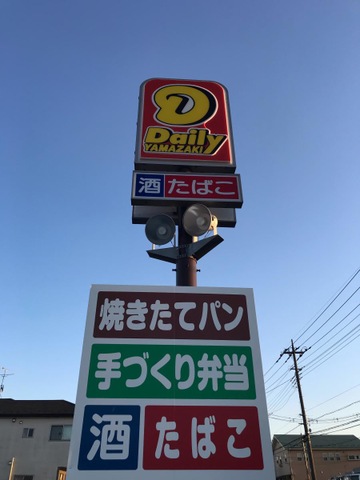 Daily
YAMAZAKI
酒 たばこ
焼きたてパン
手づくり弁当
酒 たばこ